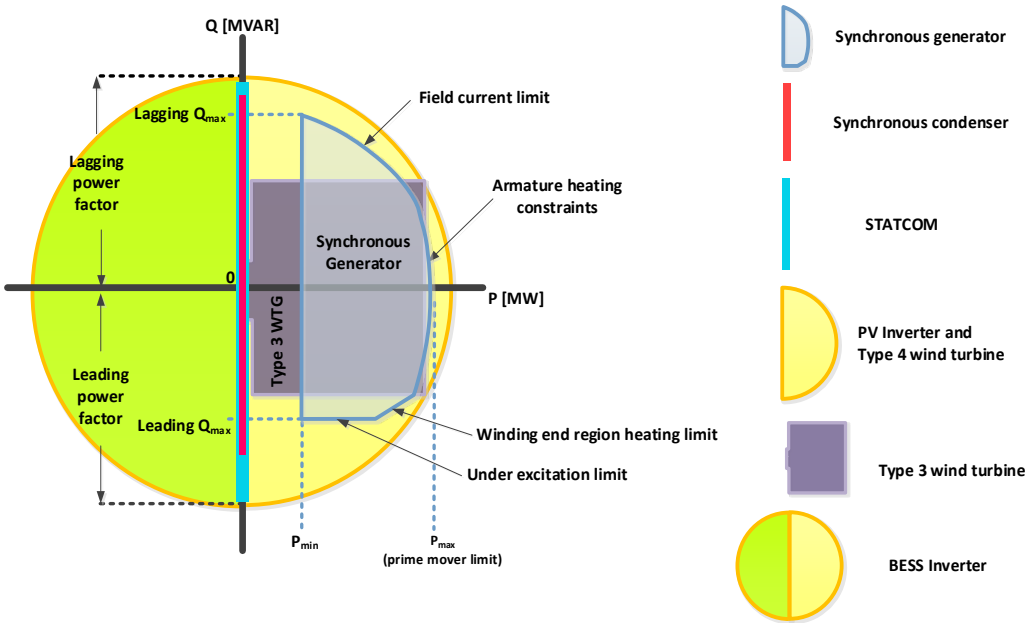 Q [MVAR]
Lagging Qmax
Lagging
power
factor
0
P [MW]
Leading
power
factor
Leading Qmax
Type 3 WTG
Synchronous
Generator
Field current limit
Armature heating
constraints
Winding end region heating limit
Under excitation limit
Pmin
Pmax
(prime mover limit)
Synchronous generator
Synchronous condenser
STATCOM
PV Inverter and
Type 4 wind turbine
Type 3 wind turbine
BESS Inverter